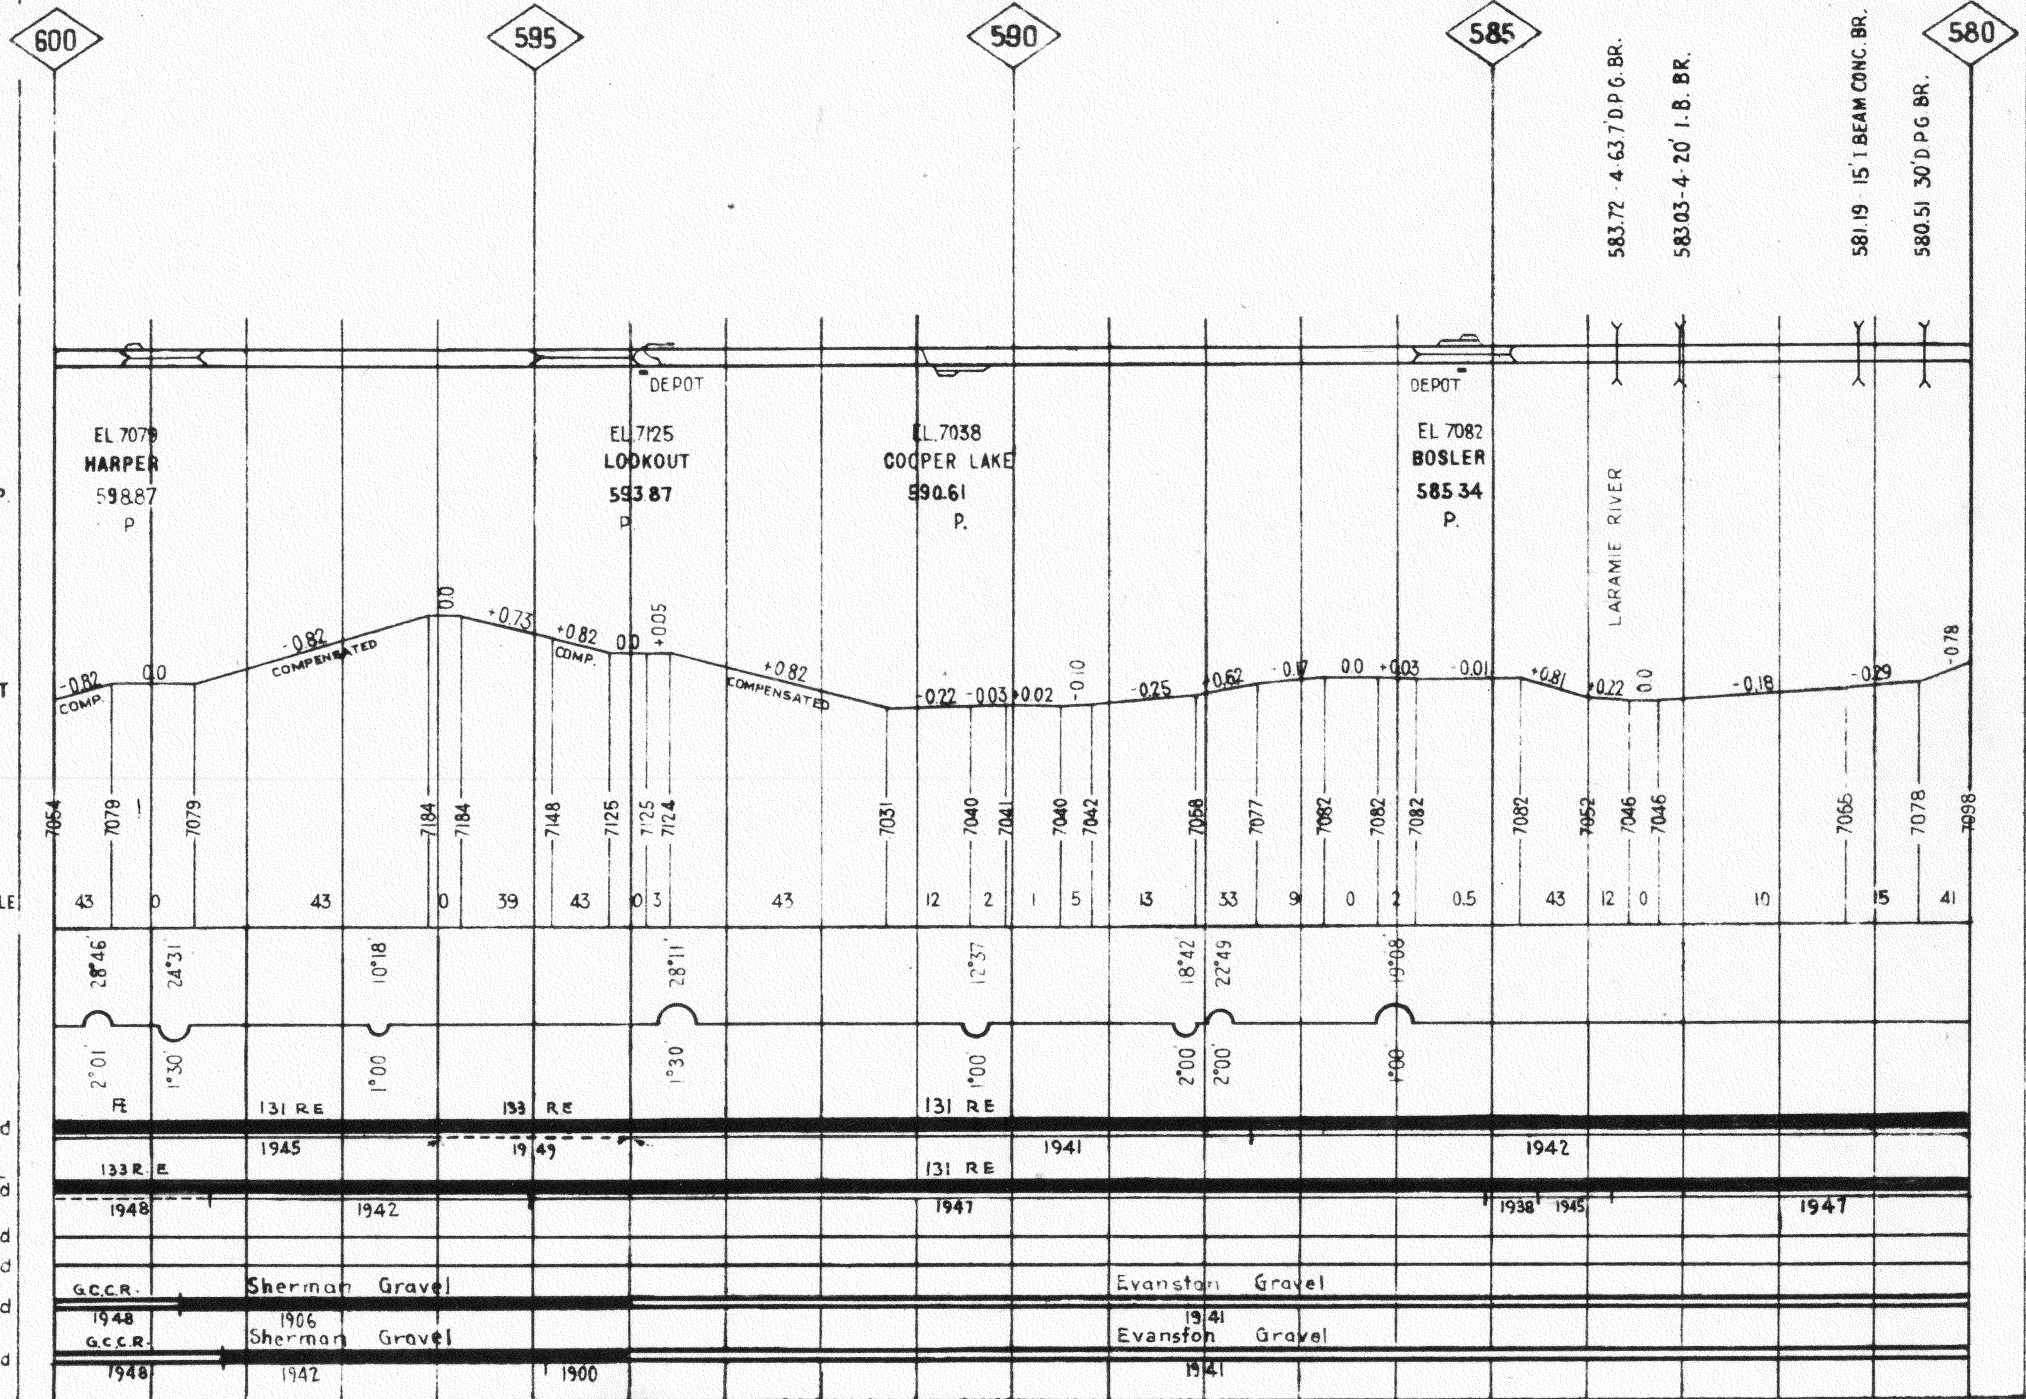 600 595 590 585 580
583.72 - 4-63.7' D.P.G. BR.
583.03-4-20' I.B. BR.
581.19 - 15' I BEAM CONC. BR.
580.51 30' D.P.G. BR.
DEPOT DEPOT
EL 7079 EL.7125 EL.7038 EL 7082
HARPER LOOKOUT COOPER LAKE BOSLER
598.87 593.87 590.61 585.34
P P. P. P.
LARAMIE RIVER
-0.82 0.0 -0.82 0.0 +0.73 +0.82 0.0 +0.05 +0.82 -0.22 -0.03 +0.02 -0.10 -0.25 +0.62 -0.17 0.0 +0.03 -0.01 +0.81 +0.22 0.0 -0.18 -0.29 -0.78
COMP. COMPENSATED COMP. COMPENSATED
7054 7079 7079 7184 7184 7148 7125 7125 7124 7031 7040 7041 7040 7042 7068 7077 7082 7082 7082 7082 7052 7046 7046 7065 7078 7098
LE 43 0 43 0 39 43 0 3 43 12 2 1 5 13 33 9 0 2 0.5 43 12 0 10 15 41
28°46' 24°31' 10°18' 28°11' 12°37' 18°42' 22°49 19°08'
2°01' 1°30' 1°00' 1°30' 1°00' 2°00' 2°00' 1°00'
131 RE 133 RE 131 RE
1945 1949 1941 1942
133 R.E 131 RE
1948 1942 1947 1938 1945 1947
G.C.C.R. Sherman Gravel Evanston Gravel
1948 1906 1941
G.C.C.R. Sherman Gravel Evanston Gravel
1948 1942 1900 1941